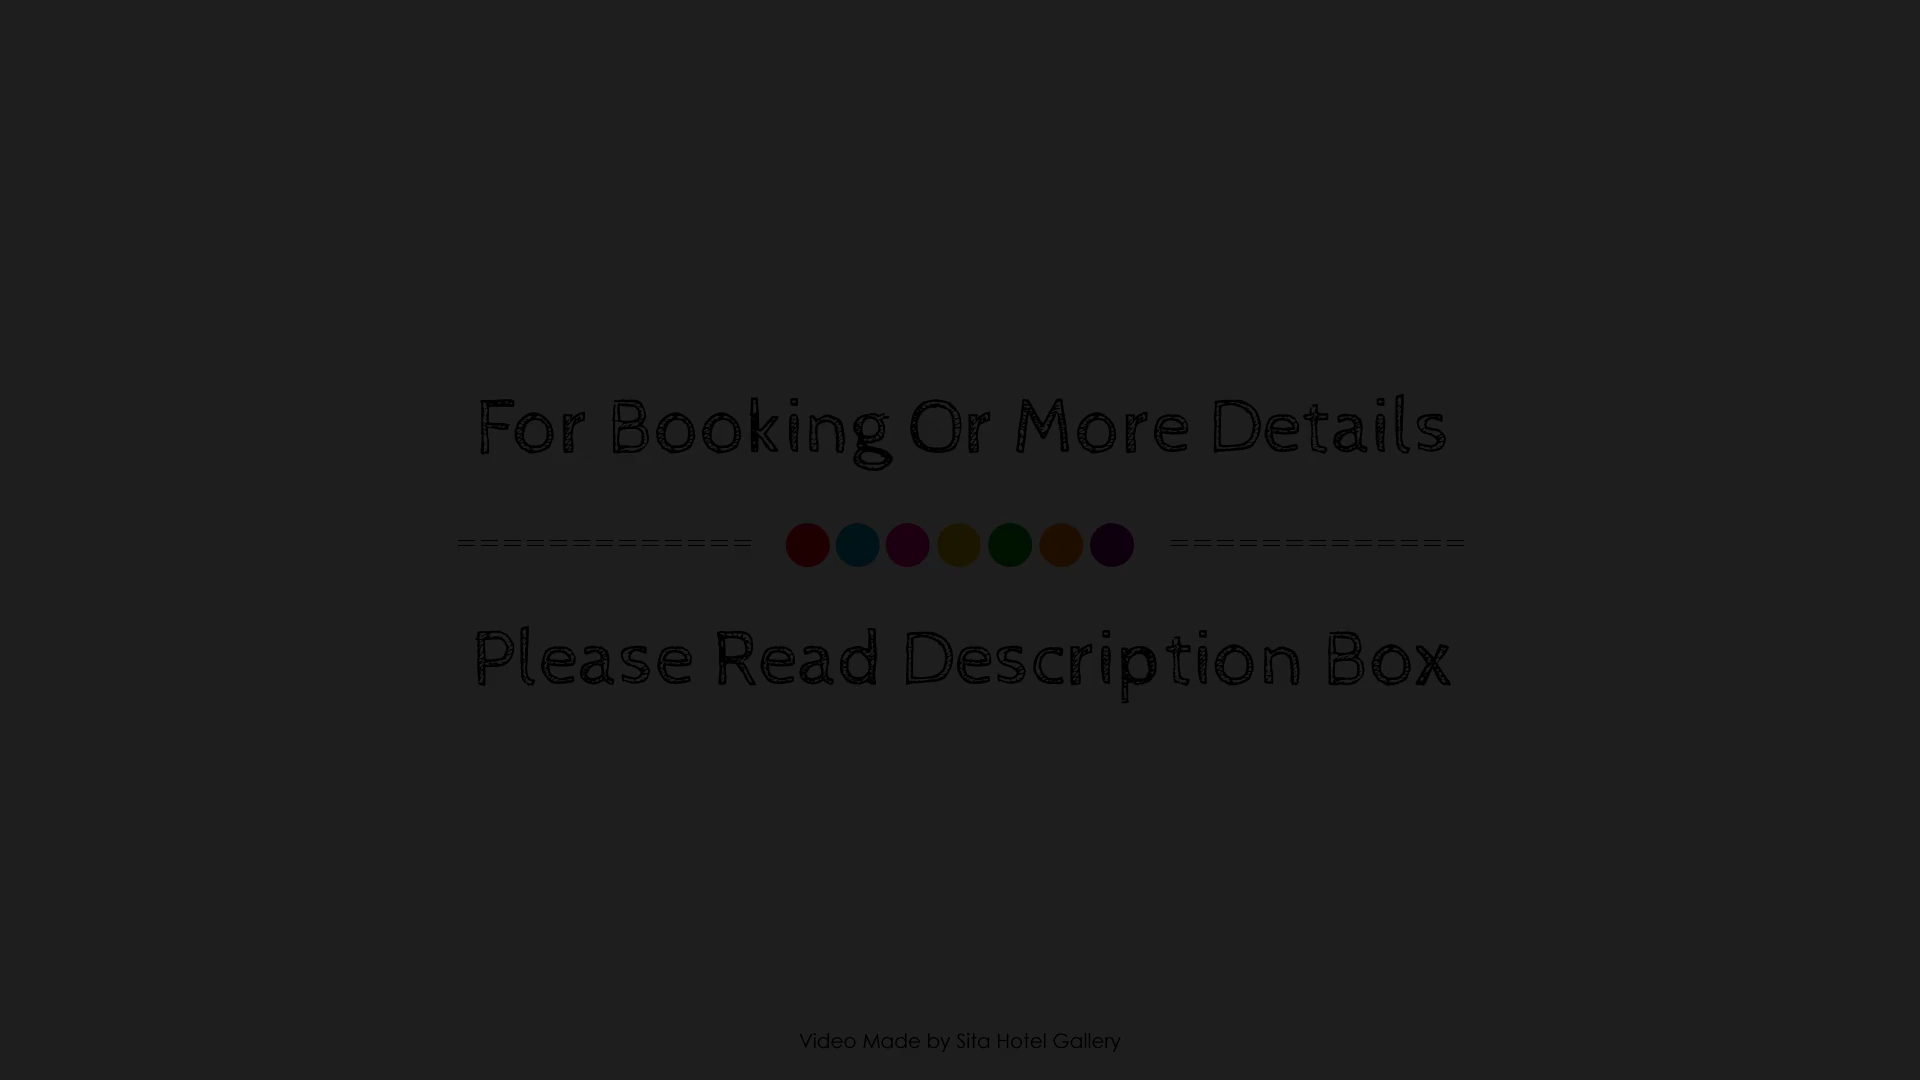 For Booking Or More Details
============= =============
Please Read Description Box
Video Made by Sita Hotel Gallery